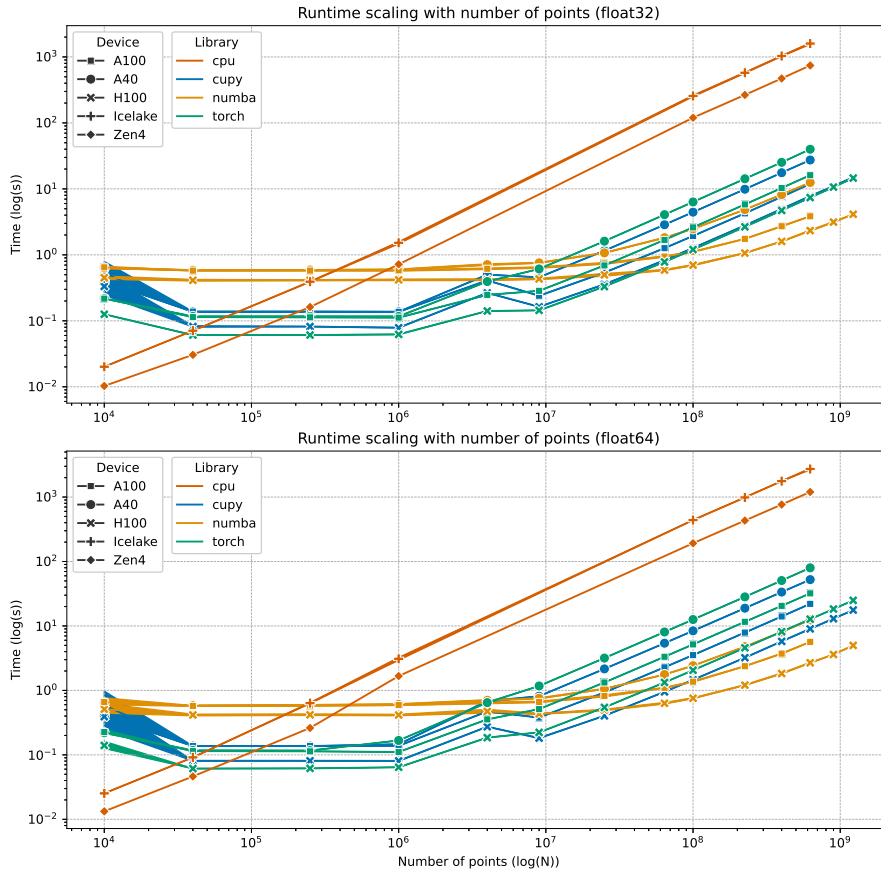 Runtime scaling with number of points (float32)
Device
A100
A40
H100
Icelake
Zen4
Library
cpu
cupy
numba
torch
Time (log(s))
10³
10²
10¹
10⁰
10⁻¹
10⁻²
10⁴ 10⁵ 10⁶ 10⁷ 10⁸ 10⁹
Runtime scaling with number of points (float64)
Device
A100
A40
H100
Icelake
Zen4
Library
cpu
cupy
numba
torch
Time (log(s))
10³
10²
10¹
10⁰
10⁻¹
10⁻²
10⁴ 10⁵ 10⁶ 10⁷ 10⁸ 10⁹
Number of points (log(N))